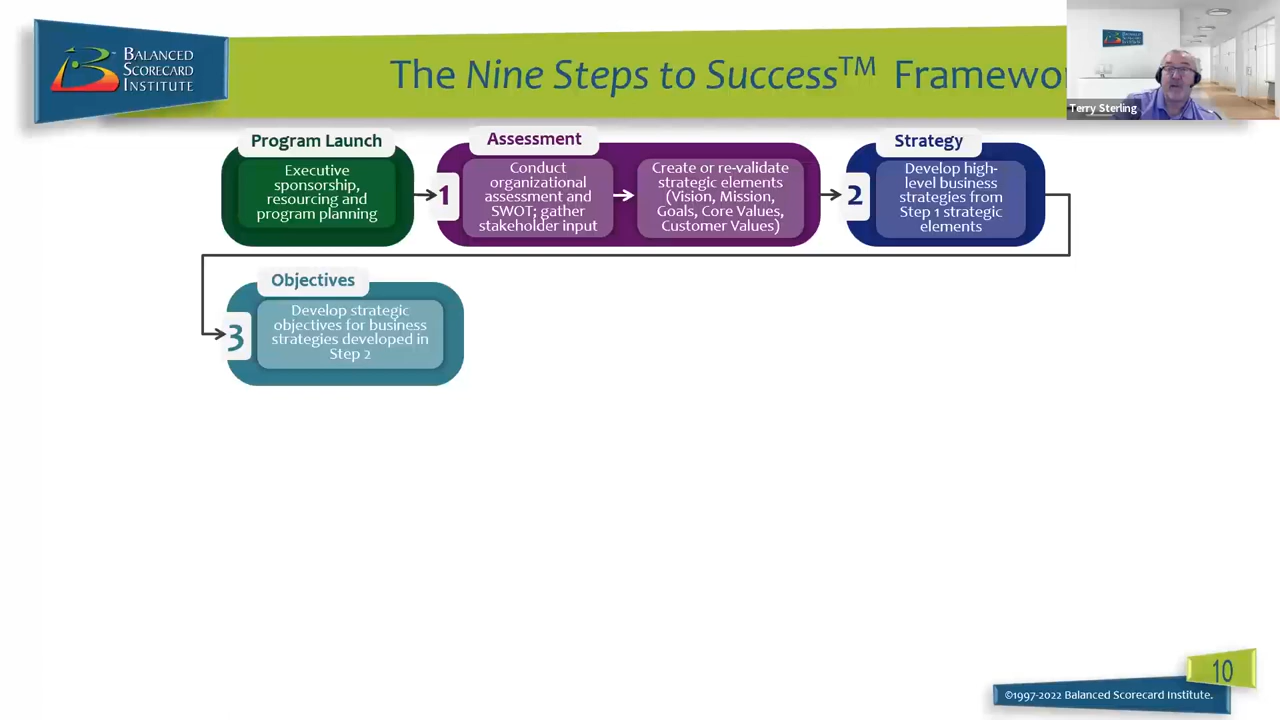 BALANCED
SCORECARD
INSTITUTE
The Nine Steps to Success™ Framewo
Terry Sterling
Program Launch
Executive
sponsorship,
resourcing and
program planning
Assessment
1
Conduct
organizational
assessment and
SWOT; gather
stakeholder input
Create or re-validate
strategic elements
(Vision, Mission,
Goals, Core Values,
Customer Values)
Strategy
2
Develop high-
level business
strategies from
Step 1 strategic
elements
Objectives
3
Develop strategic
objectives for business
strategies developed in
Step 2
10
©1997-2022 Balanced Scorecard Institute.